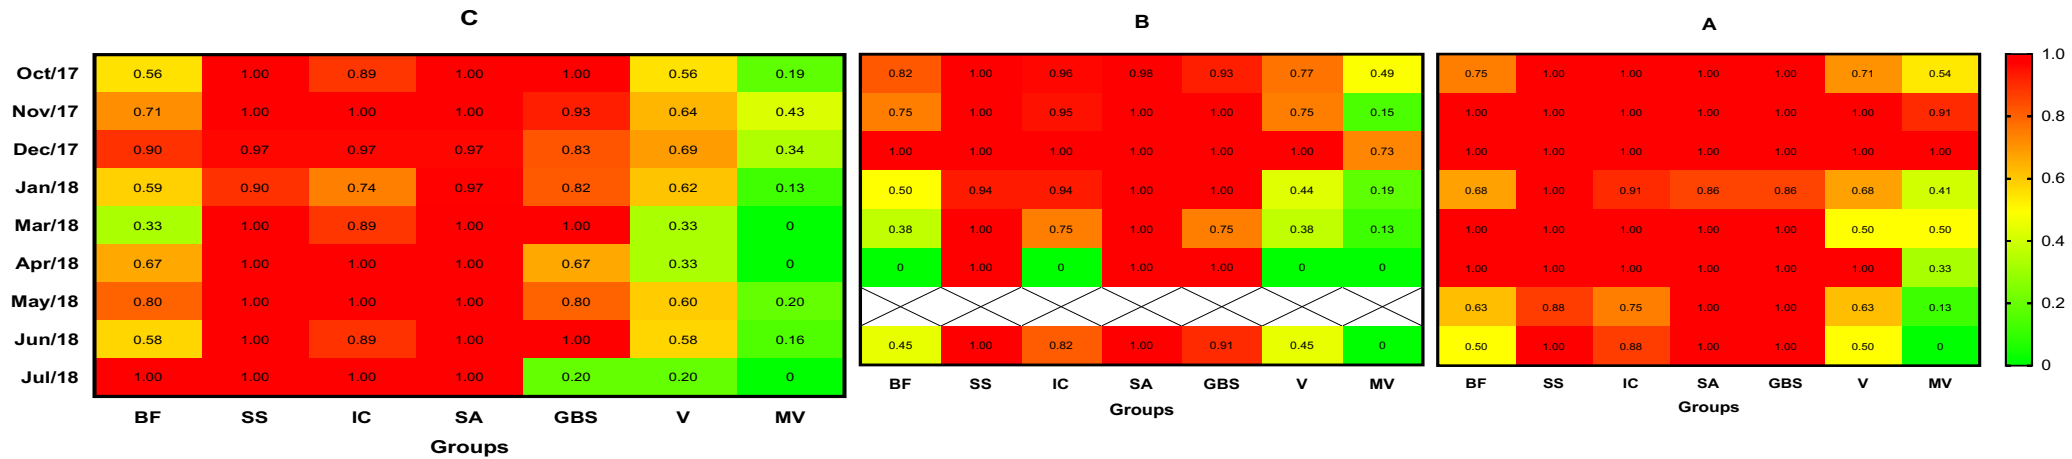 C B A
Oct/17 0.56 1.00 0.89 1.00 1.00 0.56 0.19 0.82 1.00 0.96 0.98 0.93 0.77 0.49 0.75 1.00 1.00 1.00 1.00 0.71 0.54 1.0
Nov/17 0.71 1.00 1.00 1.00 0.93 0.64 0.43 0.75 1.00 0.95 1.00 1.00 0.75 0.15 1.00 1.00 1.00 1.00 1.00 1.00 0.91 0.8
Dec/17 0.90 0.97 0.97 0.97 0.83 0.69 0.34 1.00 1.00 1.00 1.00 1.00 1.00 0.73 1.00 1.00 1.00 1.00 1.00 1.00 1.00
Jan/18 0.59 0.90 0.74 0.97 0.82 0.62 0.13 0.50 0.94 0.94 1.00 1.00 0.44 0.19 0.68 1.00 0.91 0.86 0.86 0.68 0.41 0.6
Mar/18 0.33 1.00 0.89 1.00 1.00 0.33 0 0.38 1.00 0.75 1.00 0.75 0.38 0.13 1.00 1.00 1.00 1.00 1.00 0.50 0.50 0.4
Apr/18 0.67 1.00 1.00 1.00 0.67 0.33 0 0 1.00 0 1.00 1.00 0 0 1.00 1.00 1.00 1.00 1.00 1.00 0.33
May/18 0.80 1.00 1.00 1.00 0.80 0.60 0.20 0.63 0.88 0.75 1.00 1.00 0.63 0.13 0.2
Jun/18 0.58 1.00 0.89 1.00 1.00 0.58 0.16 0.45 1.00 0.82 1.00 0.91 0.45 0 0.50 1.00 0.88 1.00 1.00 0.50 0 0
Jul/18 1.00 1.00 1.00 1.00 0.20 0.20 0
BF SS IC SA GBS V MV BF SS IC SA GBS V MV BF SS IC SA GBS V MV
Groups Groups Groups